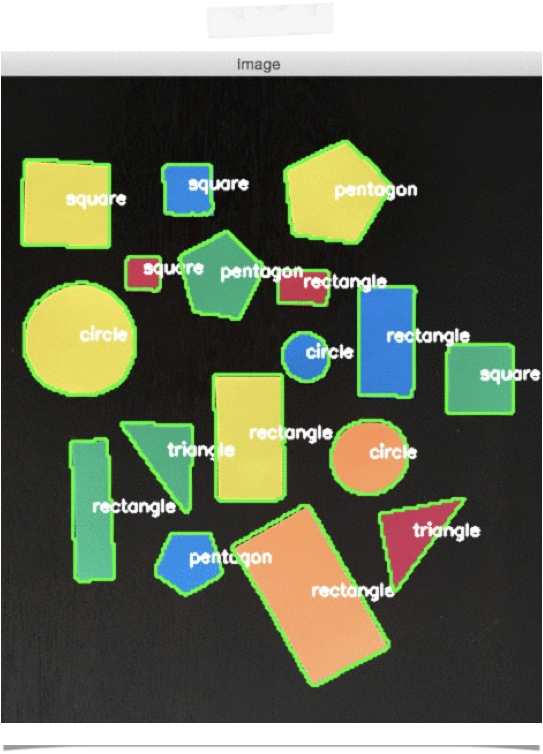 Image
square
square
pentagon
square
pentagon
rectangle
circle
circle
rectangle
square
triangle
rectangle
circle
rectangle
pentagon
triangle
rectangle